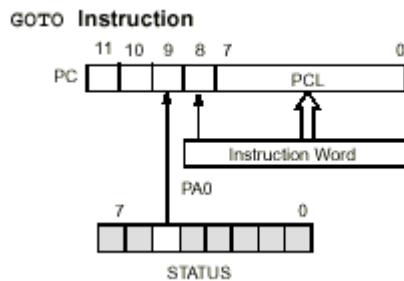 GOTO Instruction
11 10 9 8 7 0
PC PCL
Instruction Word
PA0
7 0
STATUS